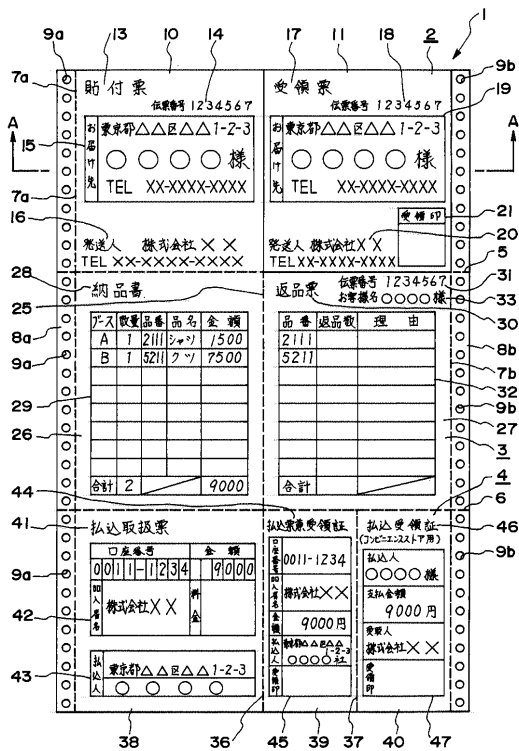 1
9a 13 10 14 17 11 18 2 9b
7a 19
貼付票
伝票番号 1234567
お届け先
東京都△△区△△1-2-3
○○○○様
TEL XX-XXXX-XXXX
受領票
伝票番号 1234567
お届け先
東京都△△区△△1-2-3
○○○○様
TEL XX-XXXX-XXXX
A A
15
7a
16
受領印
21
20
発送人 株式会社××
TEL XX-XXXX-XXXX
発送人 株式会社××
TEL XX-XXXX-XXXX
5
28
25
納品書
返品票
伝票番号 1234567
お客様名○○○○様
31
33
30
8a
9a
29
26
ブース 数量 品番 品名 金額
A 1 2111 シャツ 1500
B 1 5211 クツ 7500
合計 2 9000
品番 返品数 理由
2111
5211
合計
8b
7b
32
9b
27
3
4
6
44
41
払込取扱票
口座番号 金額
0011-1234 9000
加入者名
株式会社××
料金
払込人
東京都△△区△△1-2-3
○○○○
9a
42
43
払込票兼受領証
口座番号
0011-1234
加入者名
株式会社××
金額
9000円
払込人
東京都△△区△△
1-2-3
○○○○様
受領印
払込受領証
(コンビニエンスストア用)
払込人
○○○○様
支払金額
9000円
受取人
株式会社××
受領印
46
9b
38 36 45 39 37 40 47